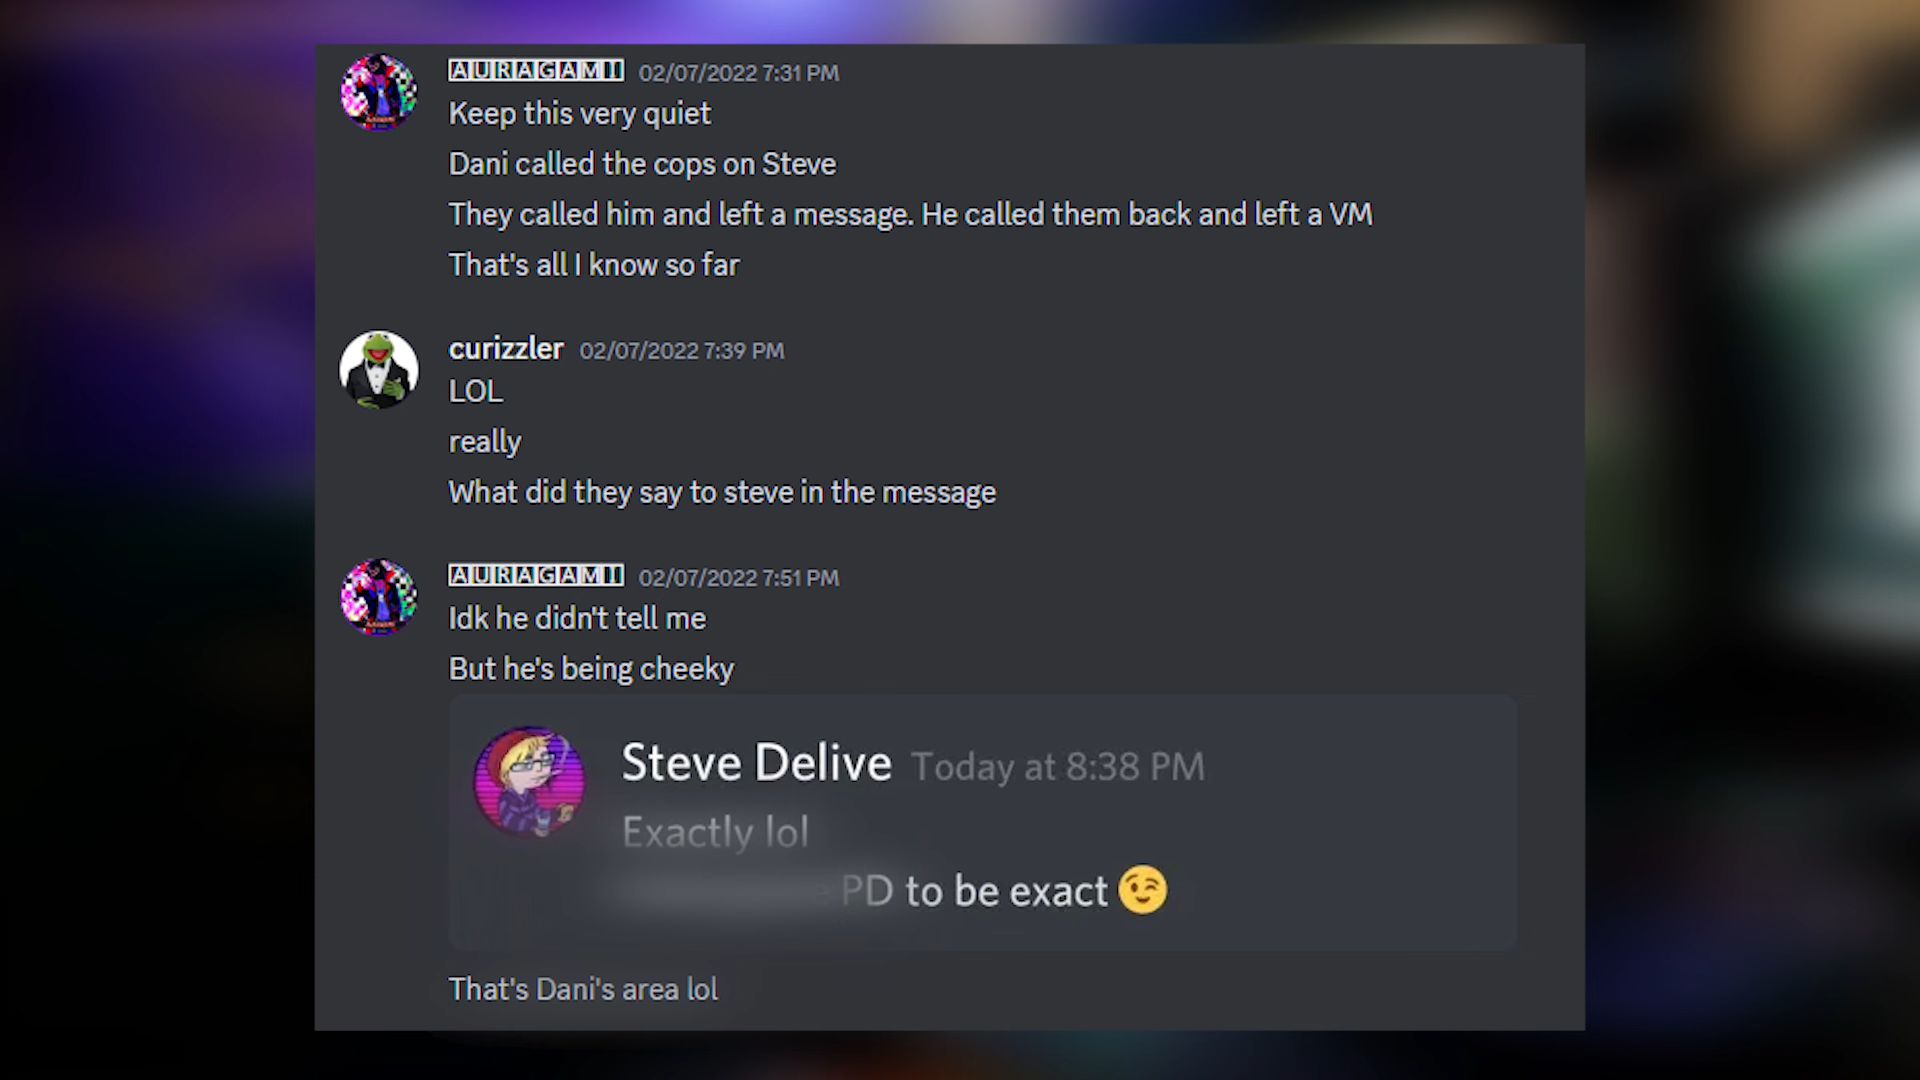 AURAGAMI 02/07/2022 7:31 PM
Keep this very quiet
Dani called the cops on Steve
They called him and left a message. He called them back and left a VM
That's all I know so far
curizzler 02/07/2022 7:39 PM
LOL
really
What did they say to steve in the message
AURAGAMI 02/07/2022 7:51 PM
Idk he didn't tell me
But he's being cheeky
Steve Delive Today at 8:38 PM
Exactly lol
PD to be exact 😉
That's Dani's area lol